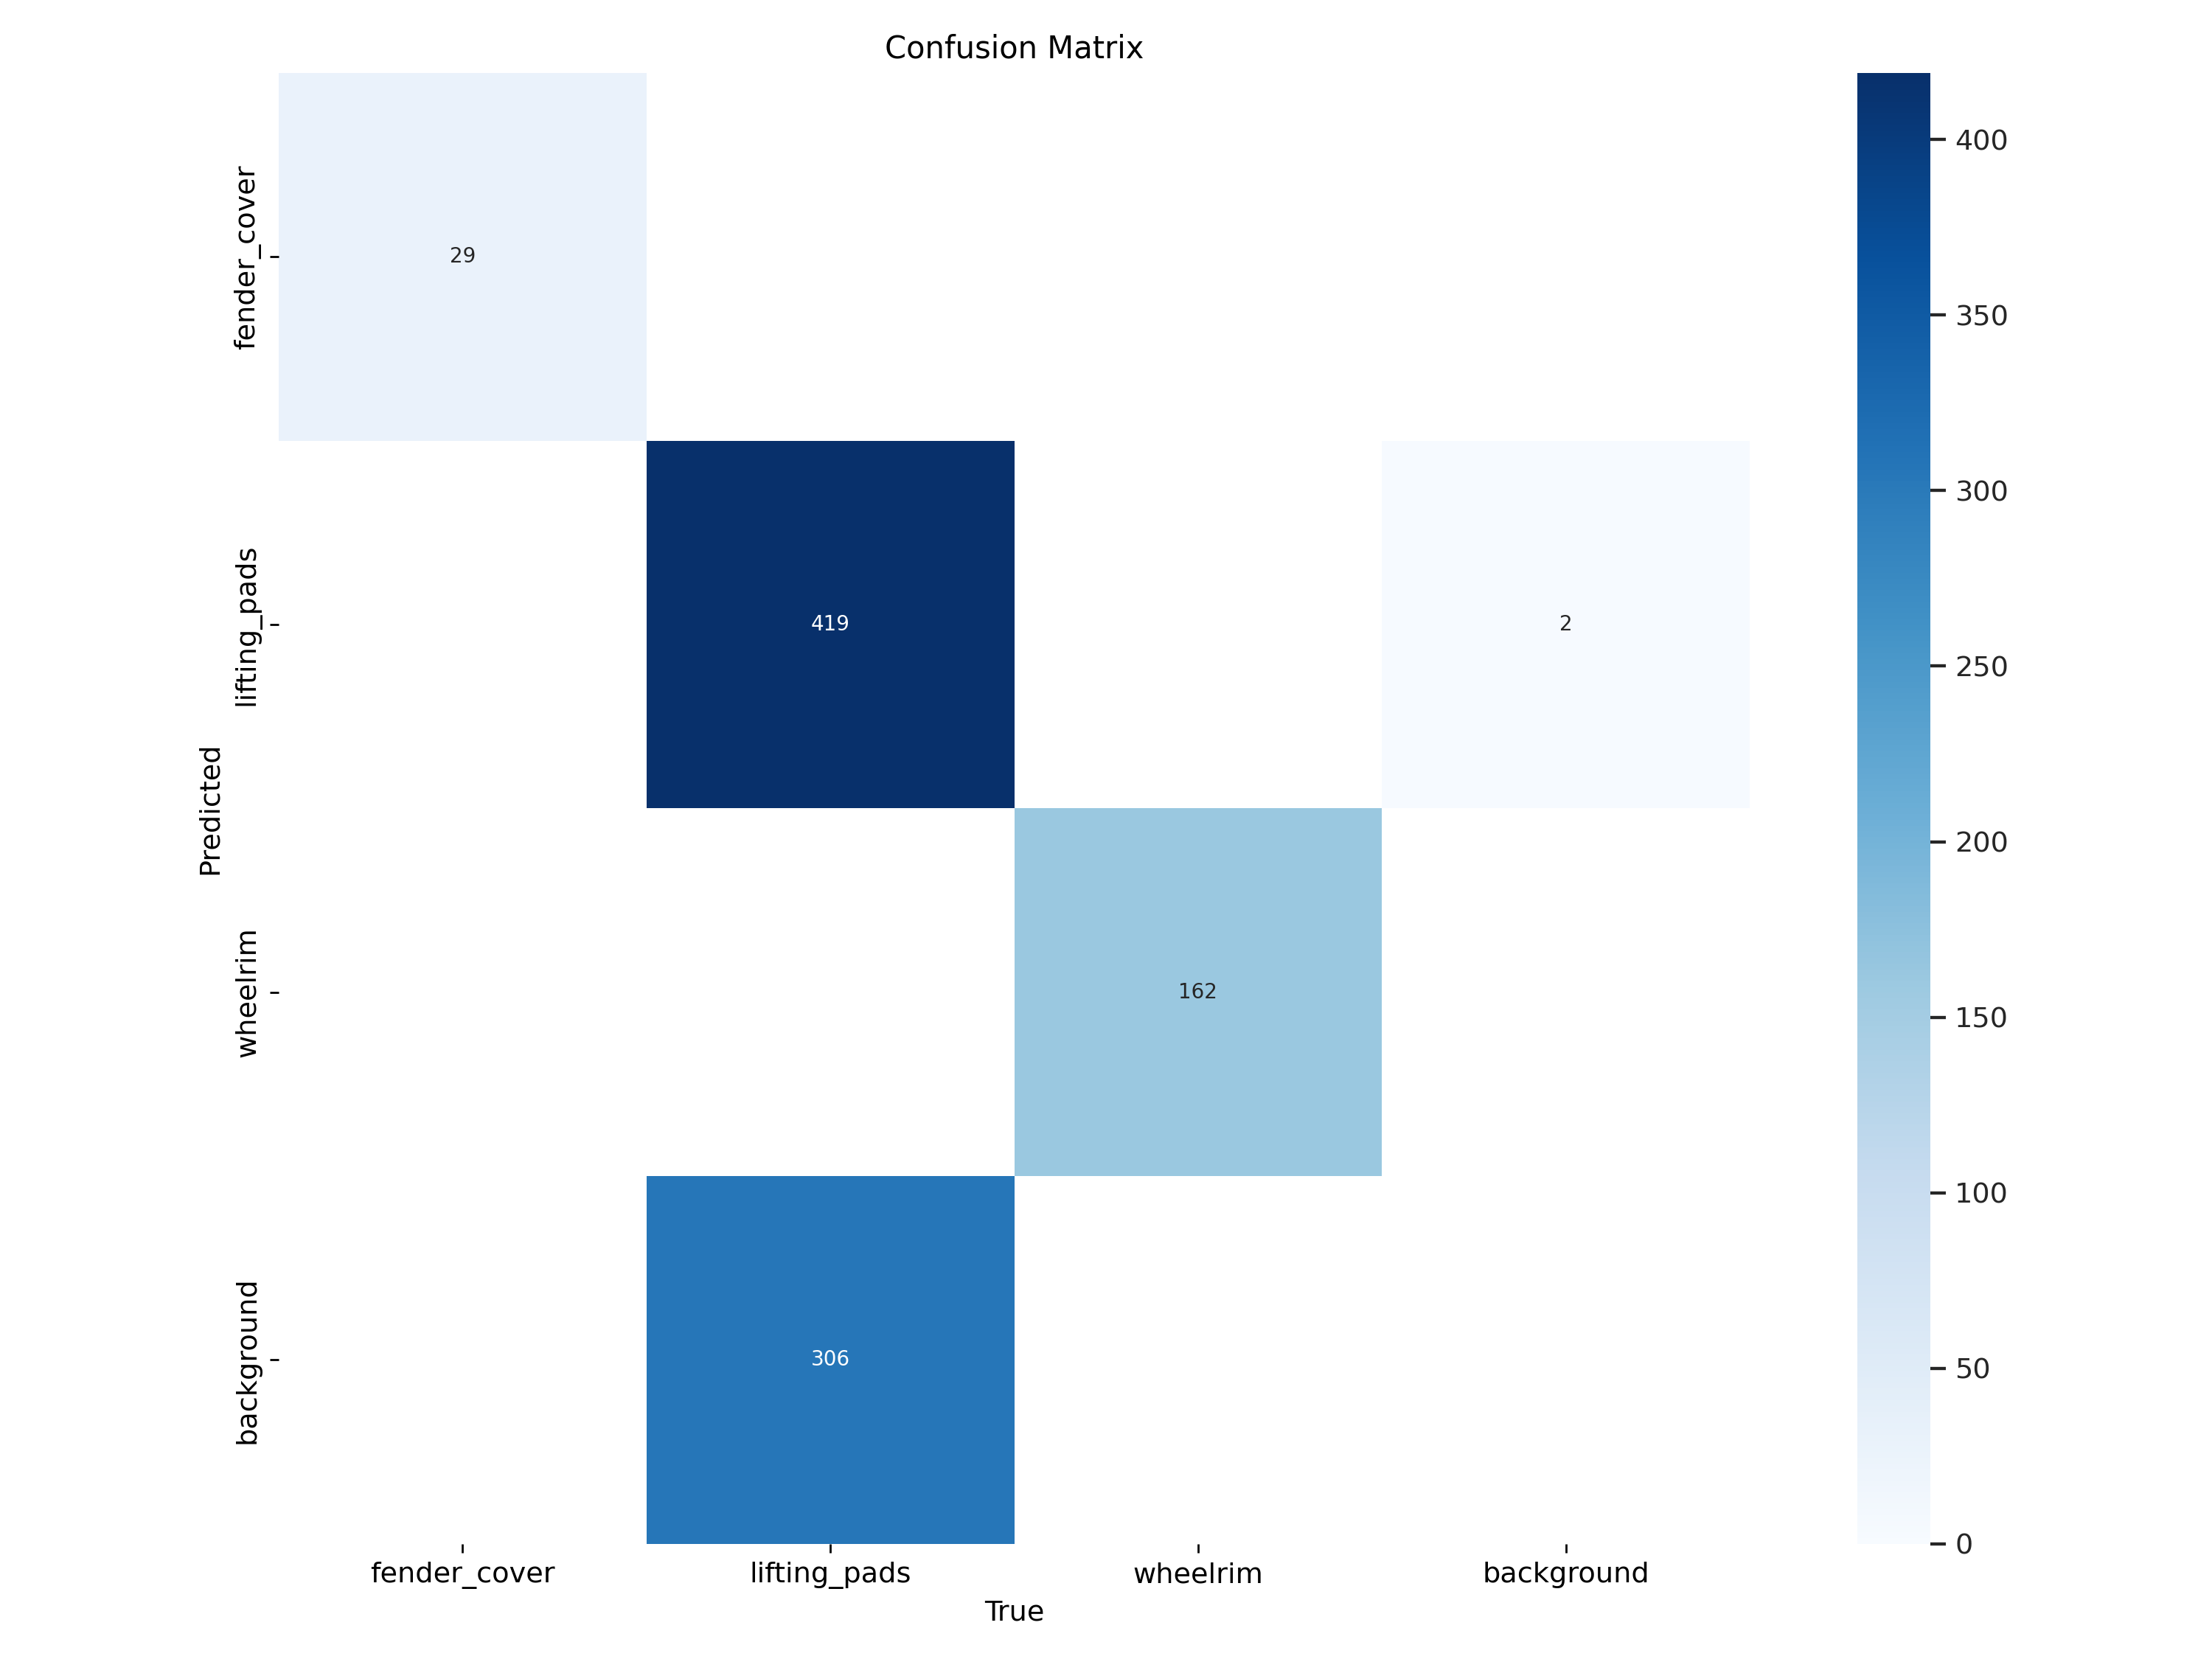 Confusion Matrix
fender_cover
29
lifting_pads
419
2
Predicted
wheelrim
162
background
306
fender_cover
lifting_pads
wheelrim
background
True
400
350
300
250
200
150
100
50
0